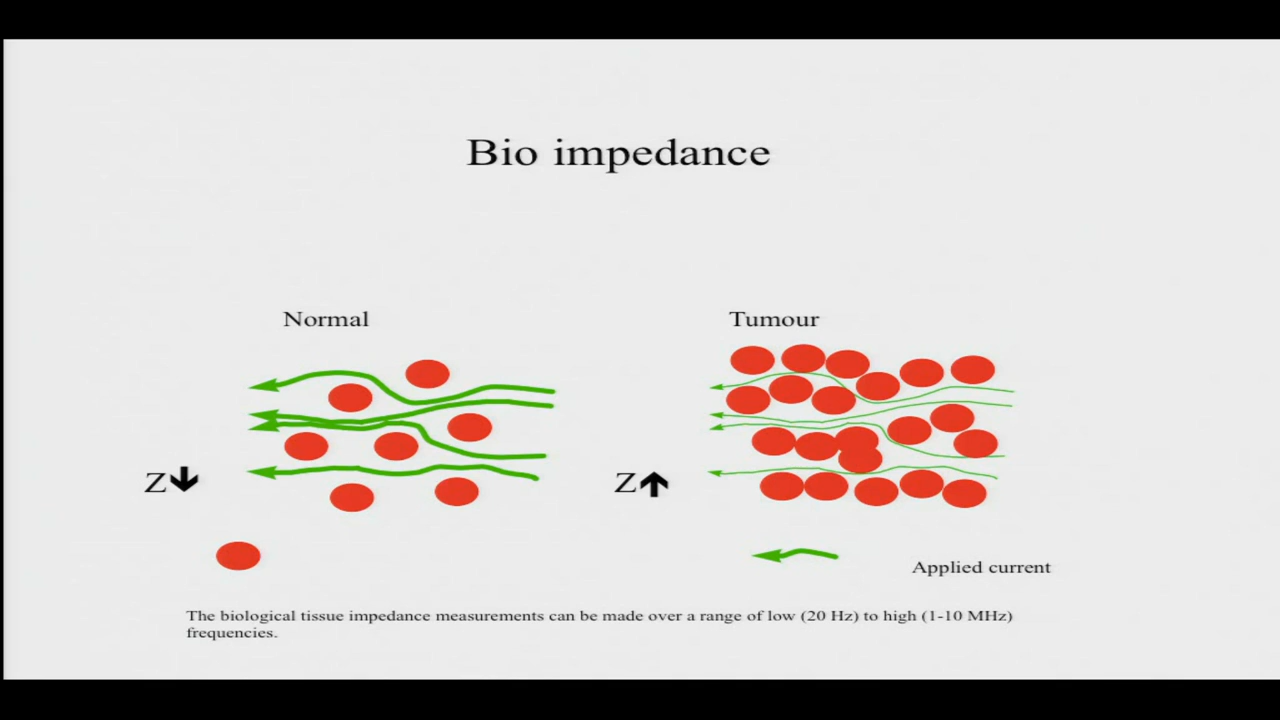 Bio impedance
Normal
Tumour
Z
Z
Applied current
The biological tissue impedance measurements can be made over a range of low (20 Hz) to high (1-10 MHz)
frequencies.